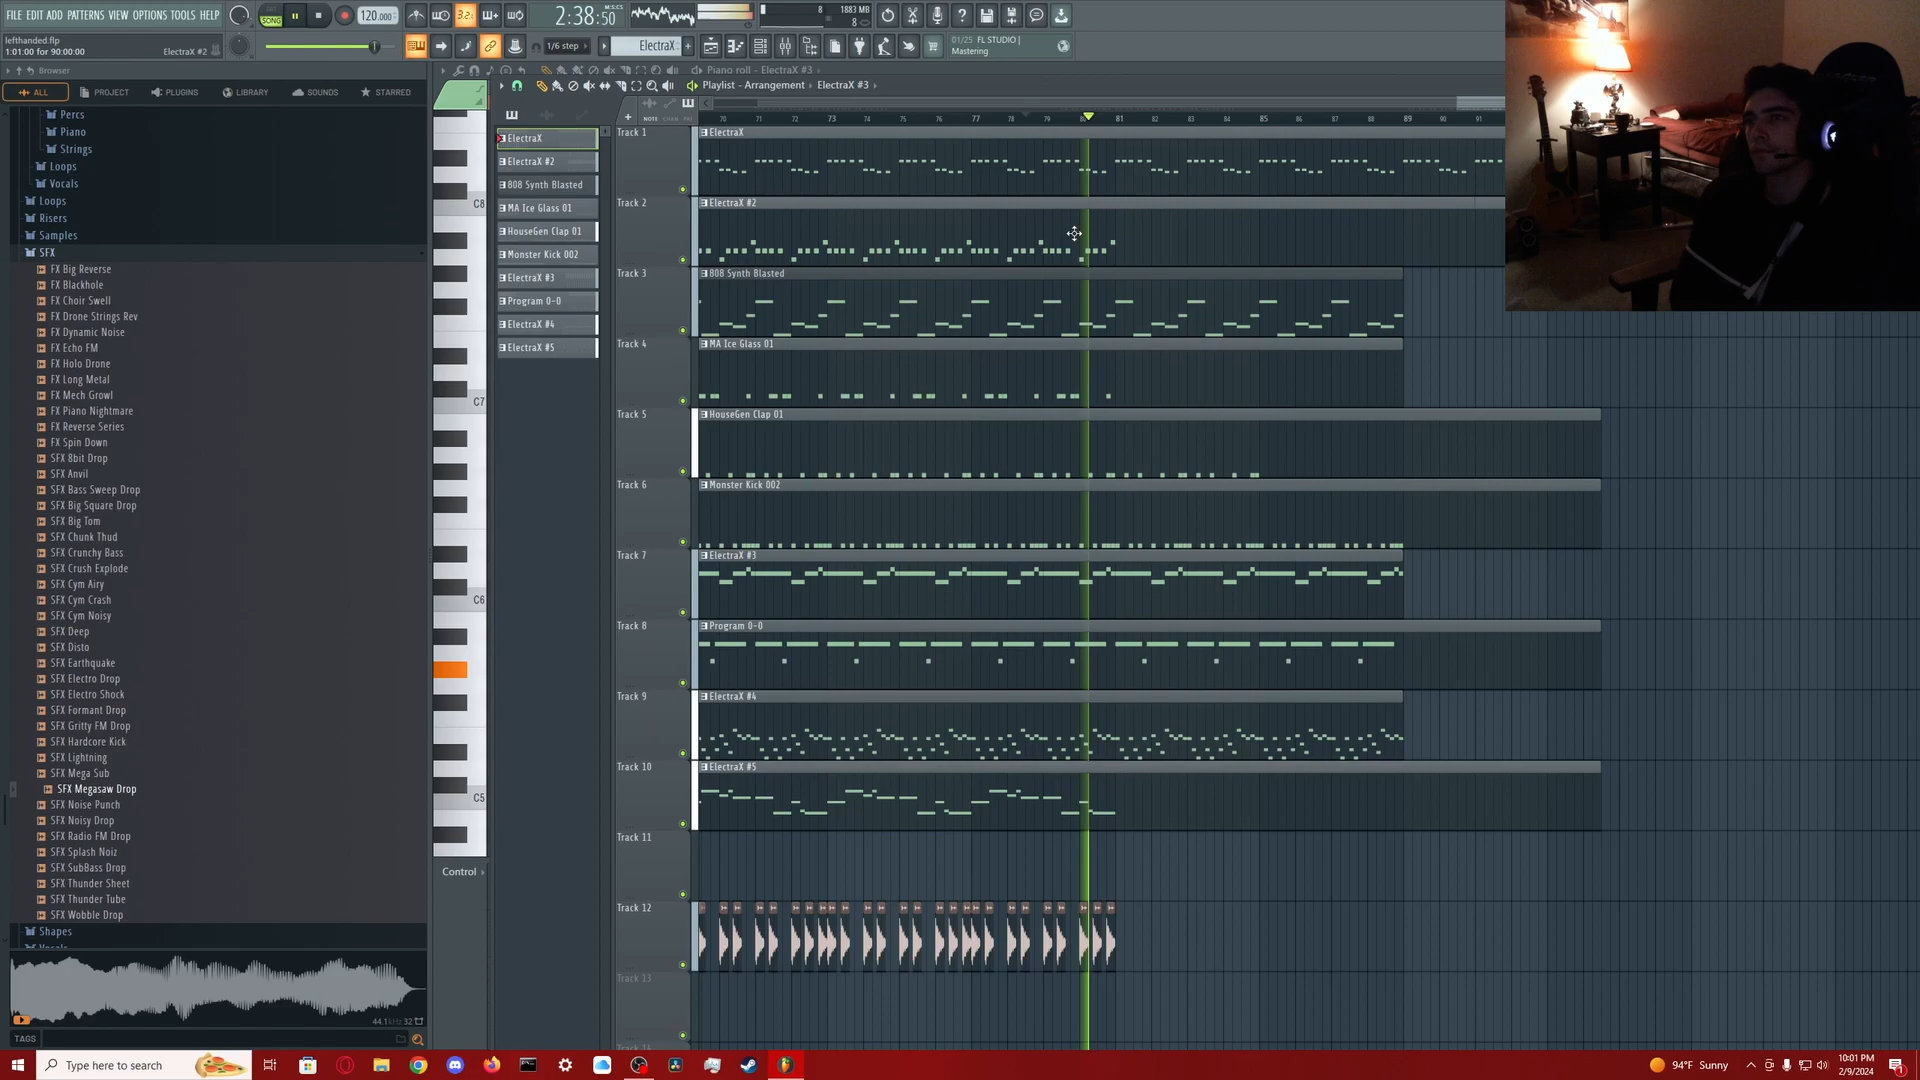 FILE EDIT ADD PATTERNS VIEW OPTIONS TOOLS HELP
SONG
120.000
3.2.
2:38:50
M:S:CS
8
1883 MB
8
lefthanded.flp
1:01:00 for 90:00:00
ElectraX #2
1/6 step
ElectraX
01/25 FL STUDIO |
Mastering
Browser
ALL
PROJECT
PLUGINS
LIBRARY
SOUNDS
STARRED
Percs
Piano
Strings
Loops
Vocals
Loops
Risers
Samples
SFX
FX Big Reverse
FX Blackhole
FX Choir Swell
FX Drone Strings Rev
FX Dynamic Noise
FX Echo FM
FX Holo Drone
FX Long Metal
FX Mech Growl
FX Piano Nightmare
FX Reverse Series
FX Spin Down
SFX 8bit Drop
SFX Anvil
SFX Bass Sweep Drop
SFX Big Square Drop
SFX Big Tom
SFX Chunk Thud
SFX Crunchy Bass
SFX Crush Explode
SFX Cym Airy
SFX Cym Crash
SFX Cym Noisy
SFX Deep
SFX Disto
SFX Earthquake
SFX Electro Drop
SFX Electro Shock
SFX Formant Drop
SFX Gritty FM Drop
SFX Hardcore Kick
SFX Lightning
SFX Mega Sub
SFX Megasaw Drop
SFX Noise Punch
SFX Noisy Drop
SFX Radio FM Drop
SFX Splash Noiz
SFX SubBass Drop
SFX Thunder Sheet
SFX Thunder Tube
SFX Wobble Drop
Shapes
Vocals
44.1kHz 32
TAGS
Piano roll - ElectraX #3
Playlist - Arrangement › ElectraX #3
C8
C7
C6
C5
Control
ElectraX
ElectraX #2
808 Synth Blasted
MA Ice Glass 01
HouseGen Clap 01
Monster Kick 002
ElectraX #3
Program 0-0
ElectraX #4
ElectraX #5
NOTE CHAN PAT
70 71 72 73 74 75 76 77 78 79 81 82 83 84 85 86 87 88 89 90 91
Track 1
ElectraX
Track 2
ElectraX #2
Track 3
808 Synth Blasted
Track 4
MA Ice Glass 01
Track 5
HouseGen Clap 01
Track 6
Monster Kick 002
Track 7
ElectraX #3
Track 8
Program 0-0
Track 9
ElectraX #4
Track 10
ElectraX #5
Track 11
Track 12
Track 13
Type here to search
94°F Sunny
10:01 PM
2/9/2024